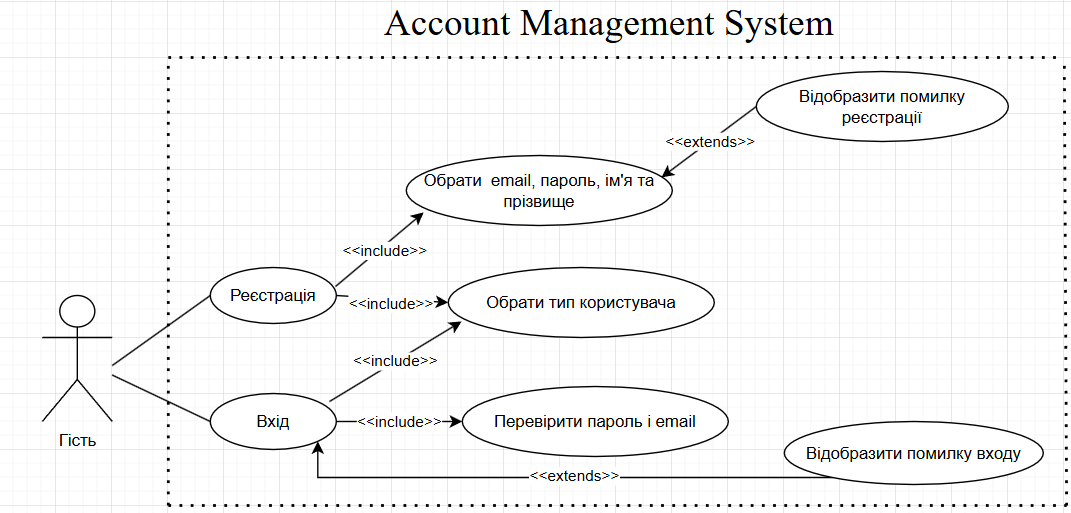 Account Management System
Відобразити помилку
реєстрації
<<extends>>
Обрати  email, пароль, ім'я та
прізвище
<<include>>
Реєстрація
<<include>>
Обрати тип користувача
<<include>>
Вхід
<<include>>
Перевірити пароль і email
Гість
Відобразити помилку входу
<<extends>>